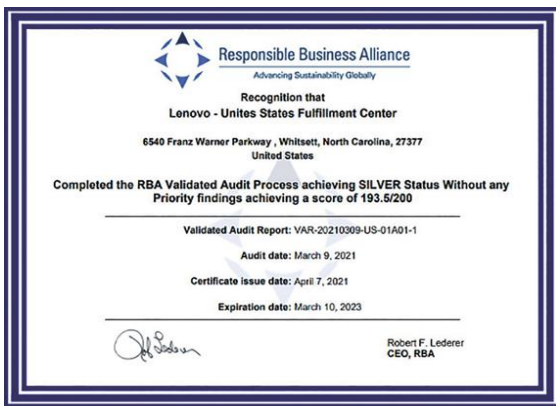 Responsible Business Alliance
Advancing Sustainability Globally
Recognition that
Lenovo - Unites States Fulfillment Center
6540 Franz Warner Parkway , Whitsett, North Carolina, 27377
United States
Completed the RBA Validated Audit Process achieving SILVER Status Without any
Priority findings achieving a score of 193.5/200
Validated Audit Report: VAR-20210309-US-01A01-1
Audit date: March 9, 2021
Certificate issue date: April 7, 2021
Expiration date: March 10, 2023
Robert F. Lederer
CEO, RBA